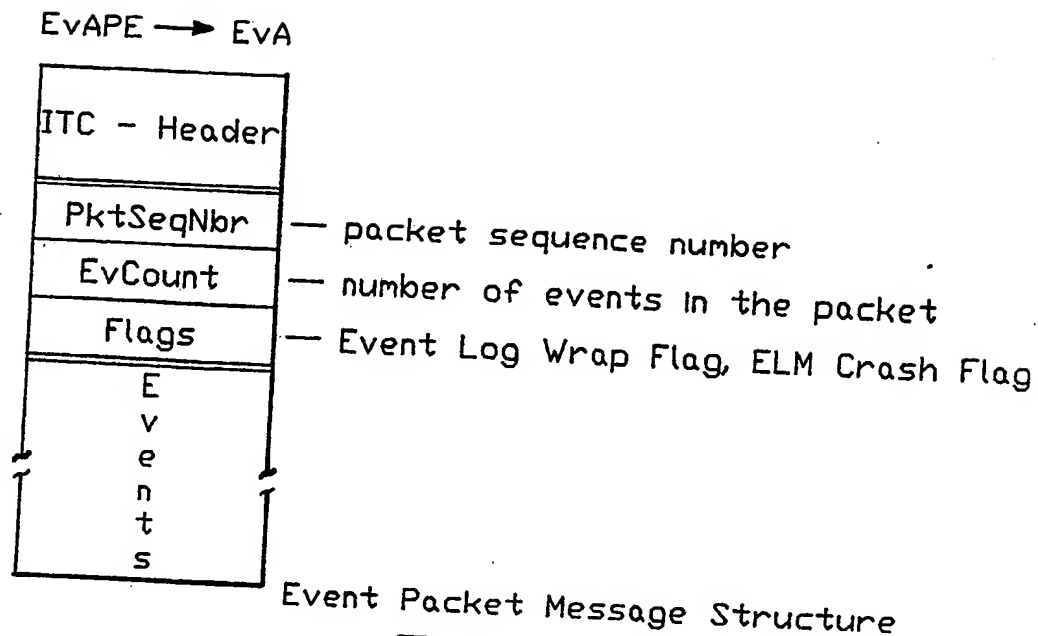 EvAPE → EvA
ITC - Header
PktSeqNbr — packet sequence number
EvCount — number of events in the packet
Flags — Event Log Wrap Flag, ELM Crash Flag
E
v
e
n
t
s
Event Packet Message Structure